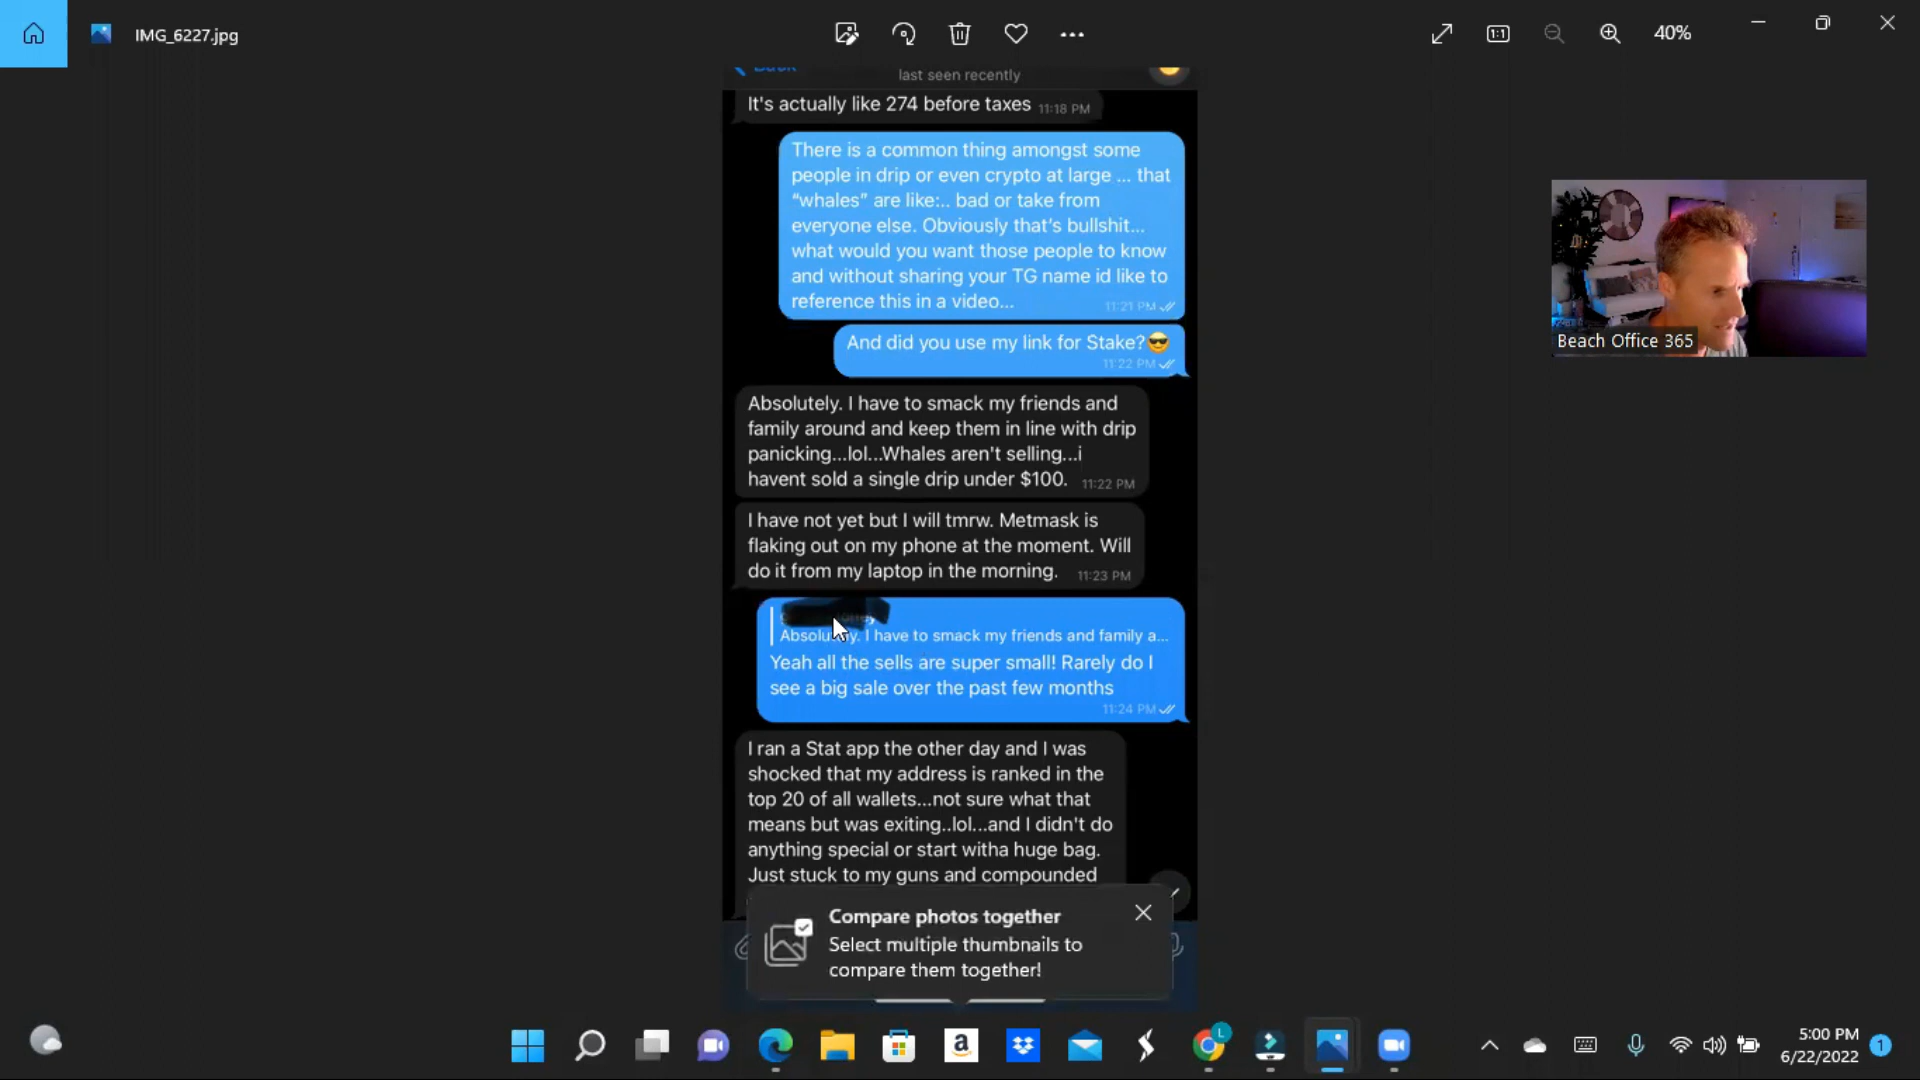 IMG_6227.jpg
40%
last seen recently
It's actually like 274 before taxes 11:18 PM
There is a common thing amongst some
people in drip or even crypto at large ... that
“whales” are like:.. bad or take from
everyone else. Obviously that's bullshit...
what would you want those people to know
and without sharing your TG name id like to
reference this in a video... 11:21 PM
And did you use my link for Stake?😎
11:22 PM
Absolutely. I have to smack my friends and
family around and keep them in line with drip
panicking...lol...Whales aren't selling...i
havent sold a single drip under $100. 11:22 PM
I have not yet but I will tmrw. Metmask is
flaking out on my phone at the moment. Will
do it from my laptop in the morning. 11:23 PM
Absolutely. I have to smack my friends and family a...
Yeah all the sells are super small! Rarely do I
see a big sale over the past few months
11:24 PM
I ran a Stat app the other day and I was
shocked that my address is ranked in the
top 20 of all wallets...not sure what that
means but was exiting..lol...and I didn't do
anything special or start witha huge bag.
Just stuck to my guns and compounded
Compare photos together
Select multiple thumbnails to
compare them together!
Beach Office 365
5:00 PM
6/22/2022
1